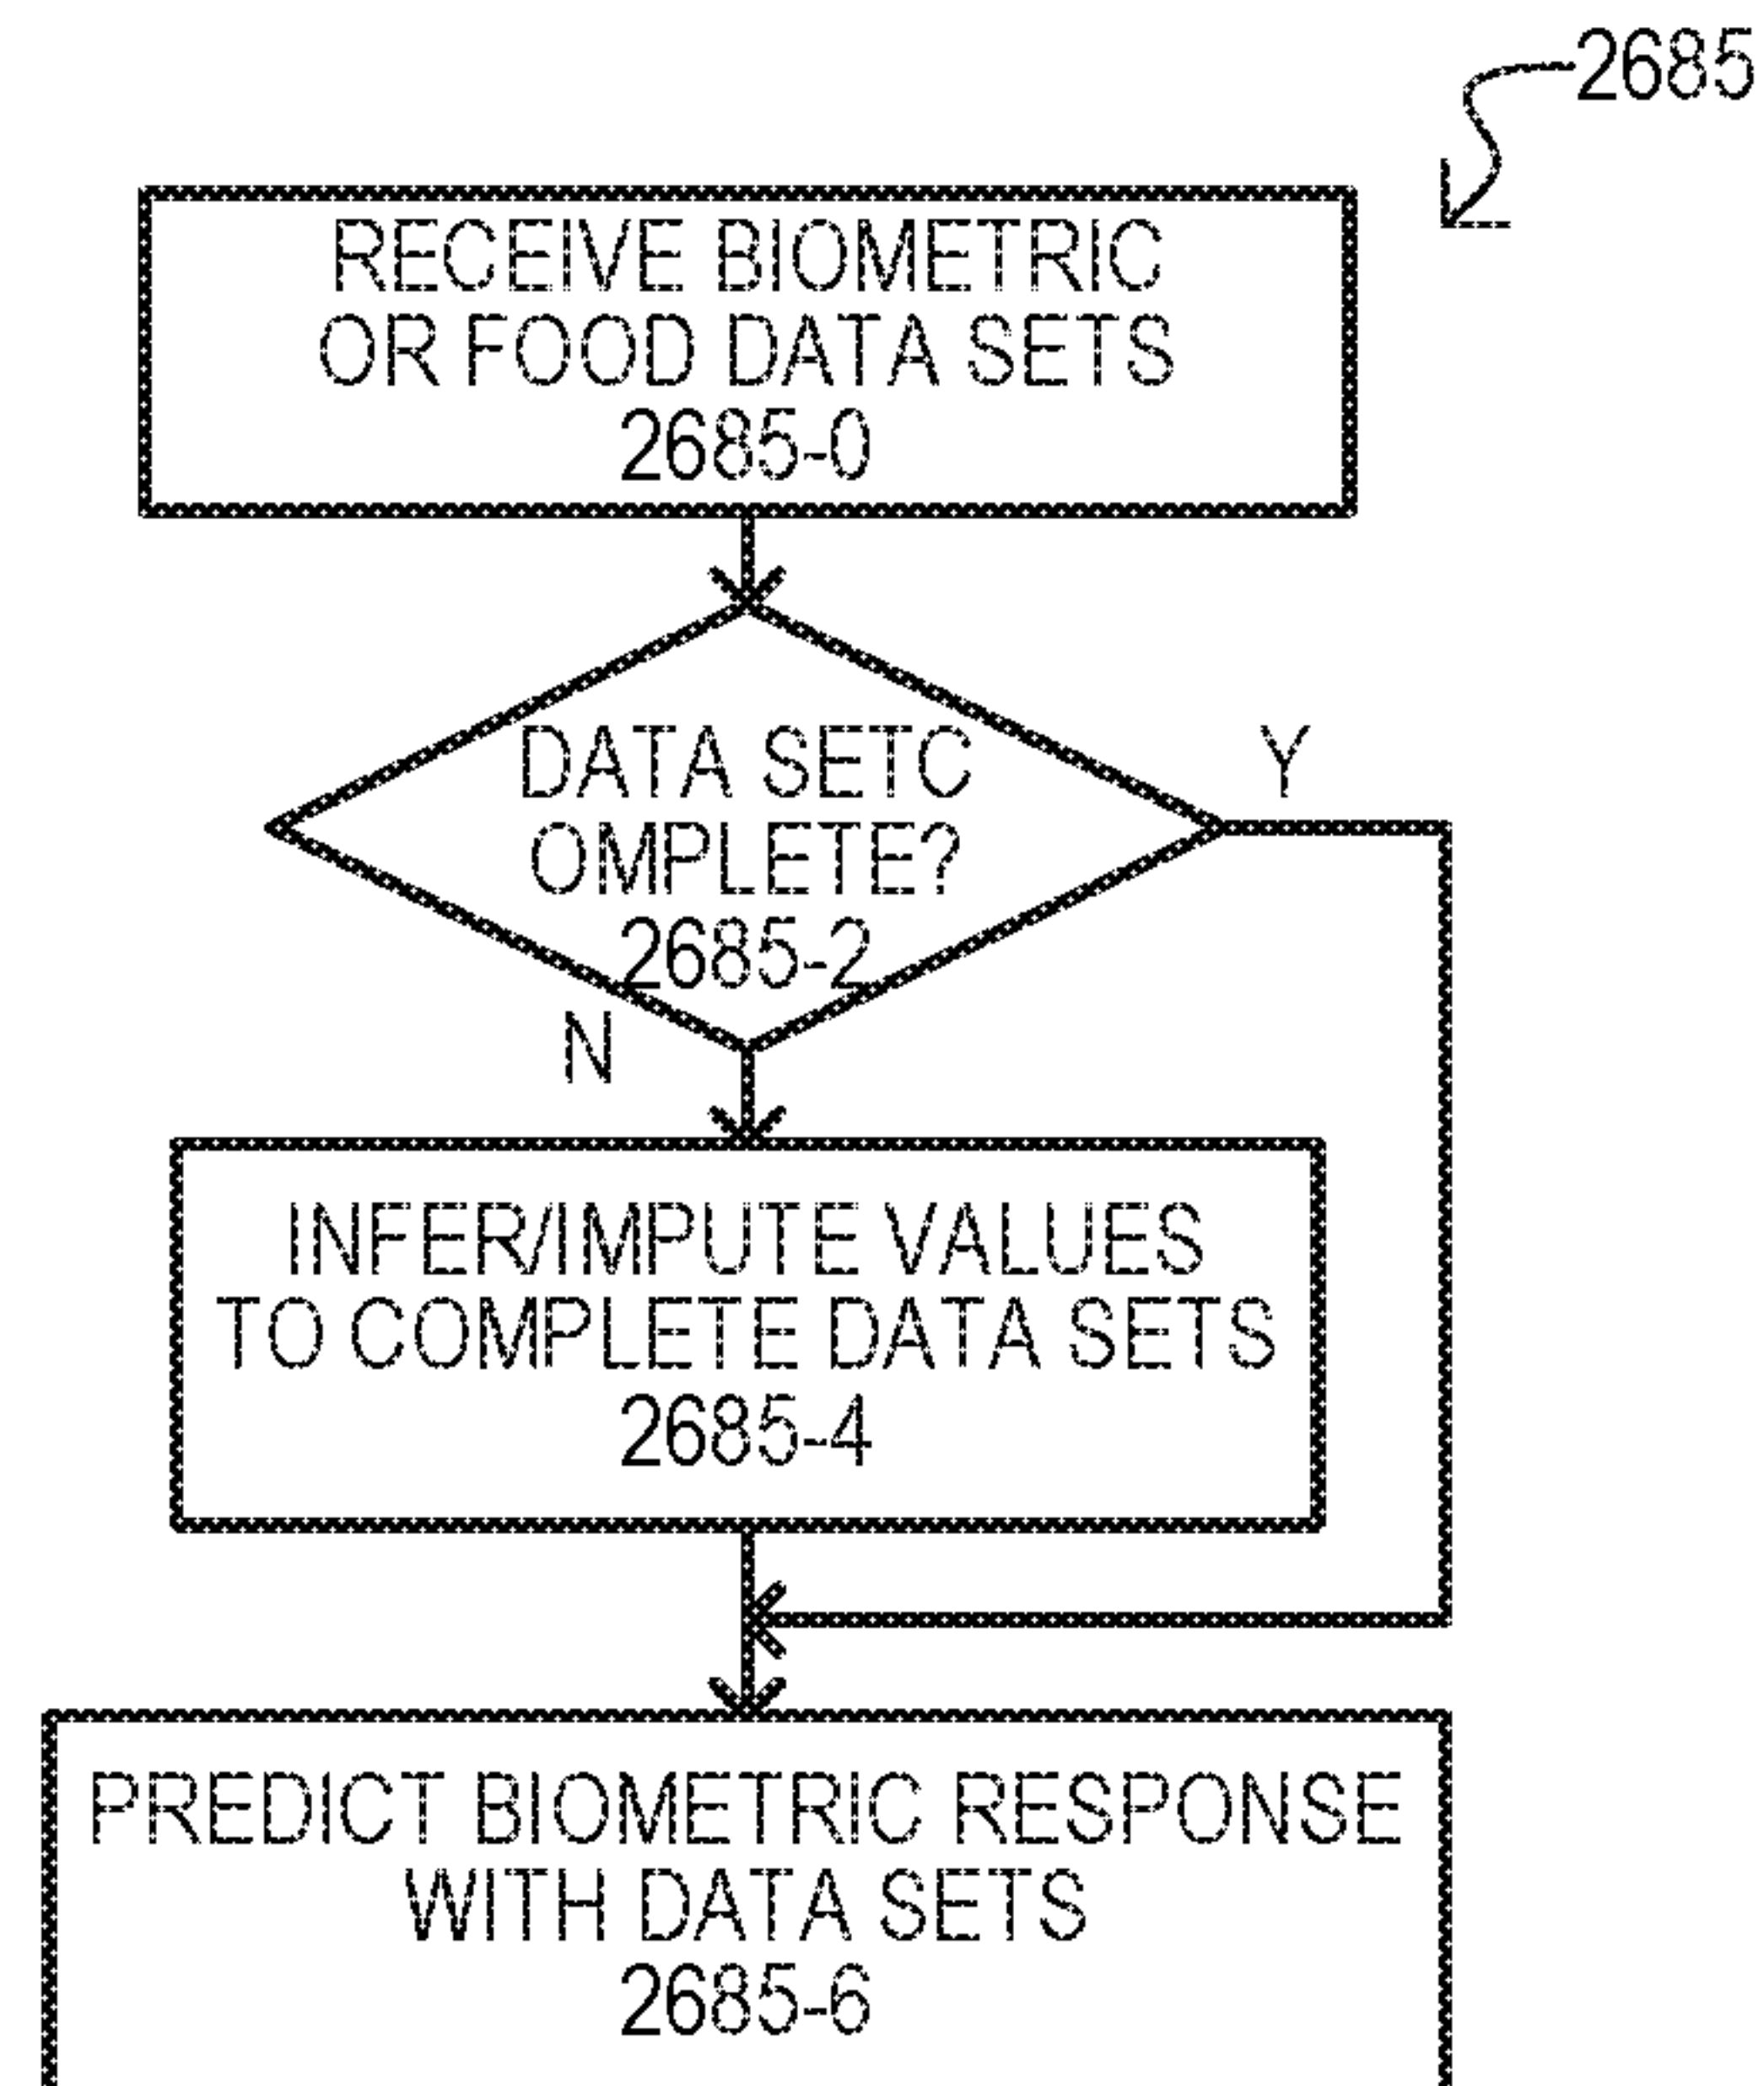 2685
RECEIVE BIOMETRIC
OR FOOD DATA SETS
2685-0
DATA SETC
OMPLETE?
2685-2
Y
N
INFER/IMPUTE VALUES
TO COMPLETE DATA SETS
2685-4
PREDICT BIOMETRIC RESPONSE
WITH DATA SETS
2685-6